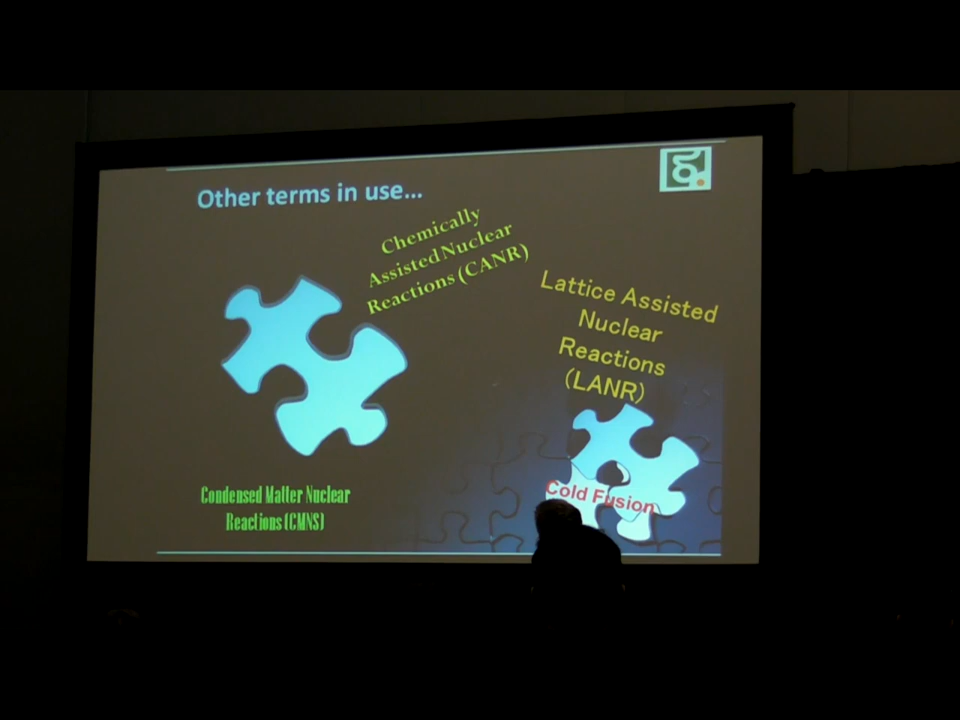 Other terms in use...
Chemically
Assisted Nuclear
Reactions (CANR)
Lattice Assisted
Nuclear
Reactions
(LANR)
Cold Fusion
Condensed Matter Nuclear
Reactions (CMNS)